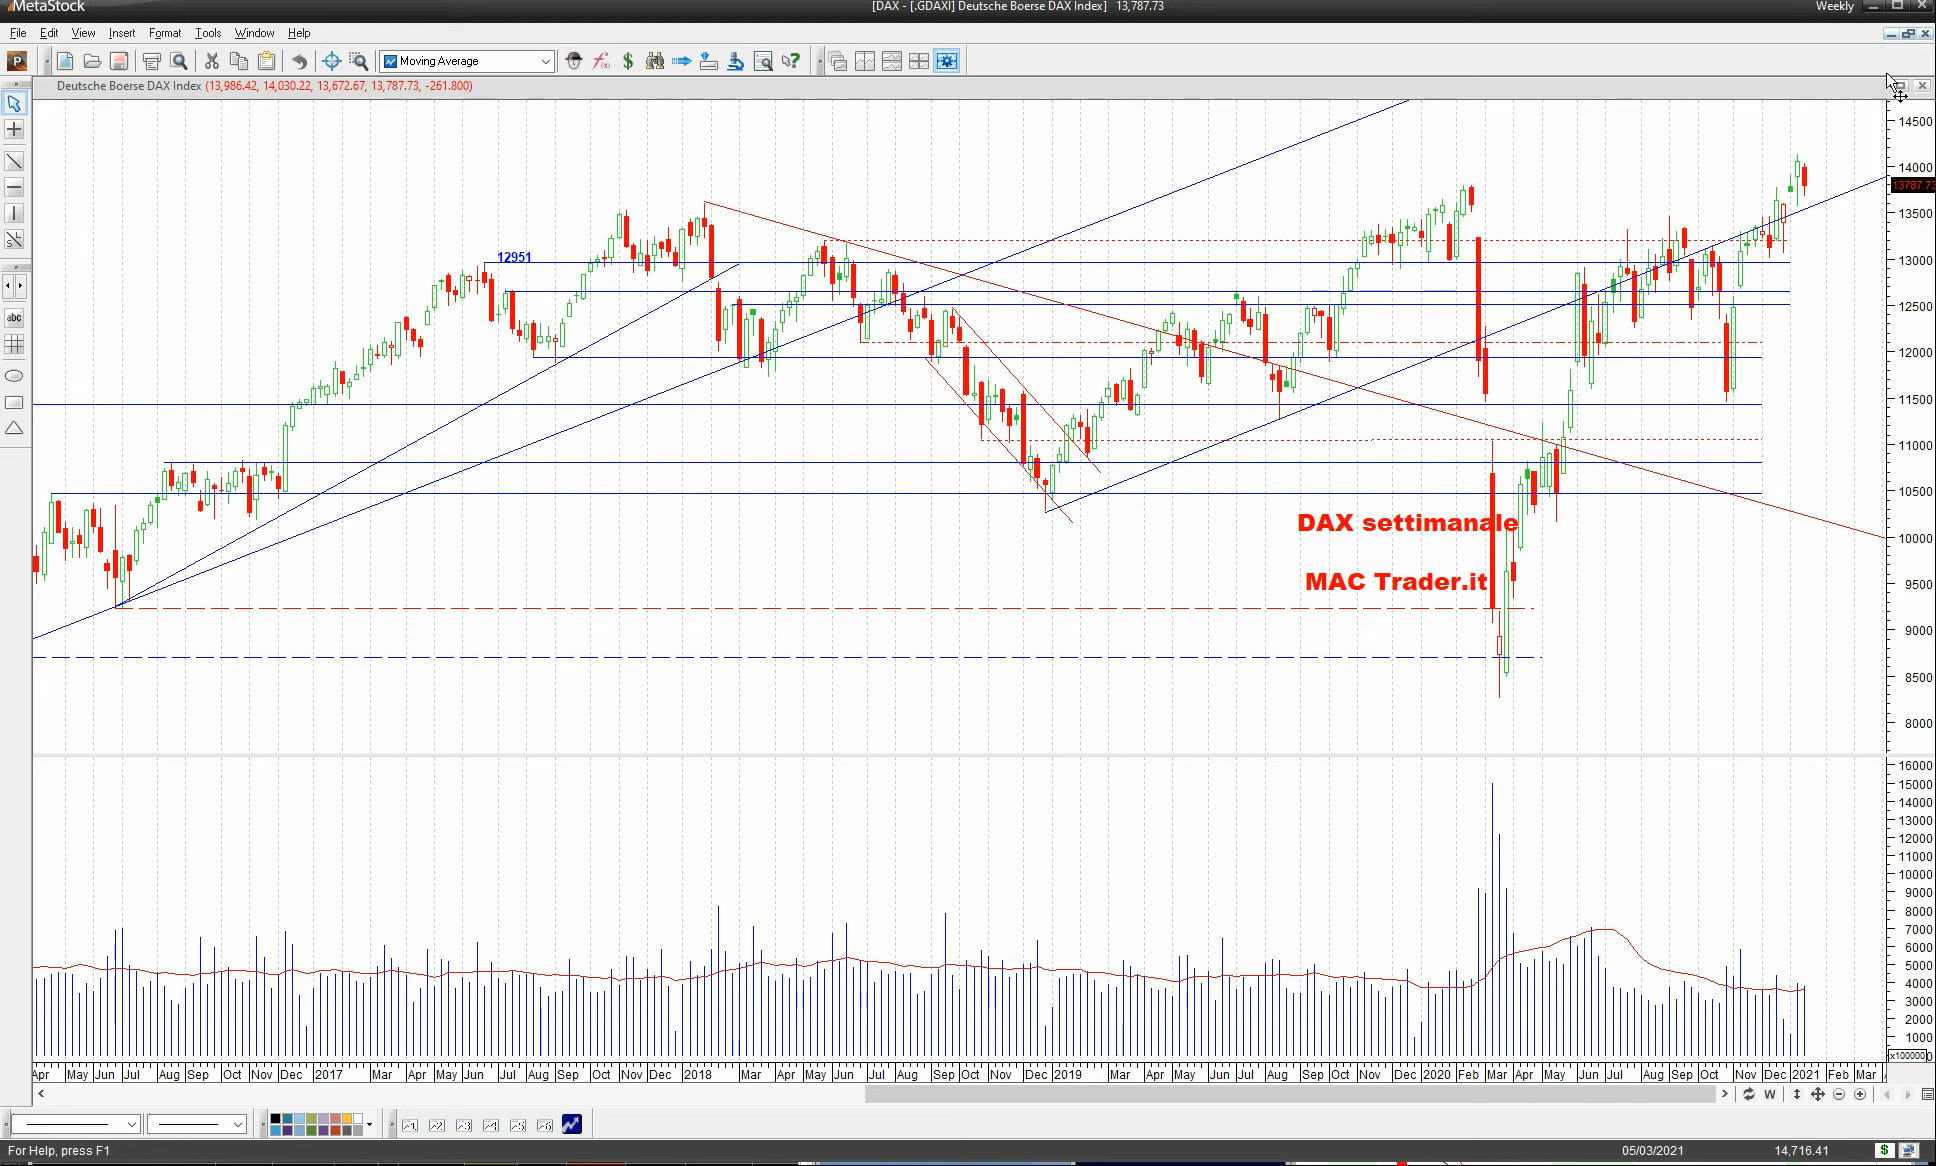 MetaStock
[DAX - [.GDAXI] Deutsche Boerse DAX Index] 13,787.73
Weekly
File Edit View Insert Format Tools Window Help
Moving Average
Deutsche Boerse DAX Index (13,986.42, 14,030.22, 13,672.67, 13,787.73, -261.800)
abc
12951
14500
14000
13787.73
13500
13000
12500
12000
11500
11000
10500
10000
9500
9000
8500
8000
DAX settimanale
MAC Trader.it
16000
15000
14000
13000
12000
11000
10000
9000
8000
7000
6000
5000
4000
3000
2000
1000
x100000
Apr May Jun Jul Aug Sep Oct Nov Dec 2017 Mar Apr May Jun Jul Aug Sep Oct Nov Dec 2018 Mar Apr May Jun Jul Aug Sep Oct Nov Dec 2019 Mar Apr May Jun Jul Aug Sep Oct Nov Dec 2020 Feb Mar Apr May Jun Jul Aug Sep Oct Nov Dec 2021 Feb Mar
W
For Help, press F1
05/03/2021
14,716.41